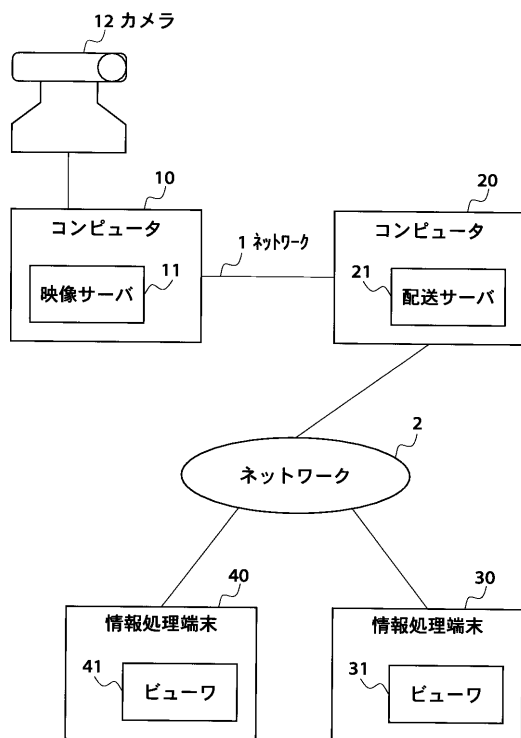 12 カメラ
10
コンピュータ
11
映像サーバ
1 ネットワーク
20
コンピュータ
21
配送サーバ
2
ネットワーク
40
情報処理端末
41
ビューワ
30
情報処理端末
31
ビューワ